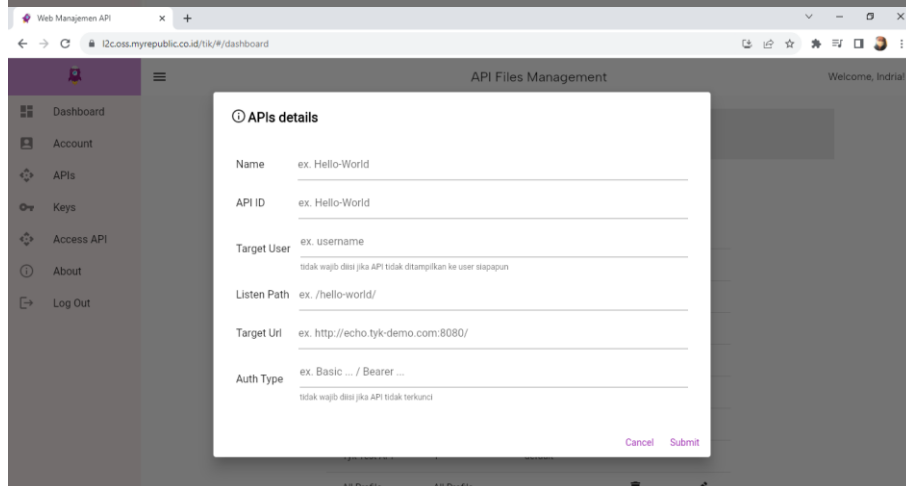 Web Manajemen API
l2c.oss.myrepublic.co.id/tik/#/dashboard
API Files Management
Welcome, Indrial
Dashboard
Account
APIs
Keys
Access API
About
Log Out
APIs details
Name ex. Hello-World
API ID ex. Hello-World
Target User ex. username
tidak wajib diisi jika API tidak ditampilkan ke user siapapun
Listen Path ex. /hello-world/
Target Url ex. http://echo.tyk-demo.com:8080/
Auth Type ex. Basic ... / Bearer ...
tidak wajib diisi jika API tidak terkunci
Cancel Submit